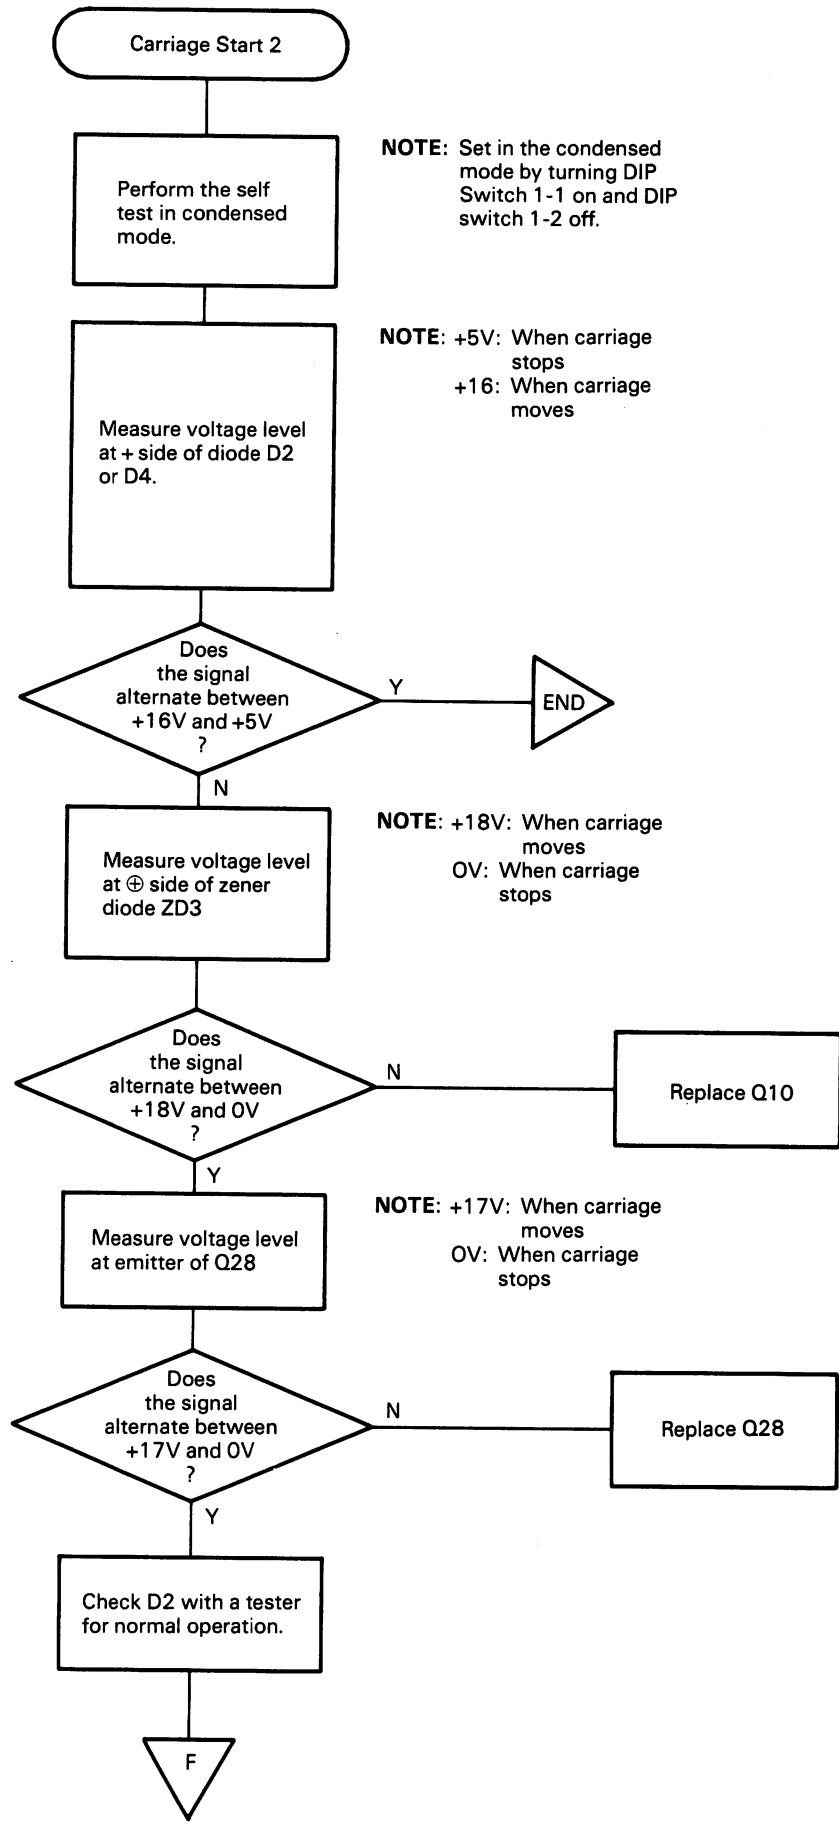 Carriage Start 2
Perform the self
test in condensed
mode.
NOTE: Set in the condensed
mode by turning DIP
Switch 1-1 on and DIP
switch 1-2 off.
NOTE: +5V: When carriage
stops
+16: When carriage
moves
Measure voltage level
at + side of diode D2
or D4.
Does
the signal
alternate between
+16V and +5V
?
Y
END
N
NOTE: +18V: When carriage
moves
0V: When carriage
stops
Measure voltage level
at ⊕ side of zener
diode ZD3
Does
the signal
alternate between
+18V and 0V
?
N
Replace Q10
Y
NOTE: +17V: When carriage
moves
0V: When carriage
stops
Measure voltage level
at emitter of Q28
Does
the signal
alternate between
+17V and 0V
?
N
Replace Q28
Y
Check D2 with a tester
for normal operation.
F